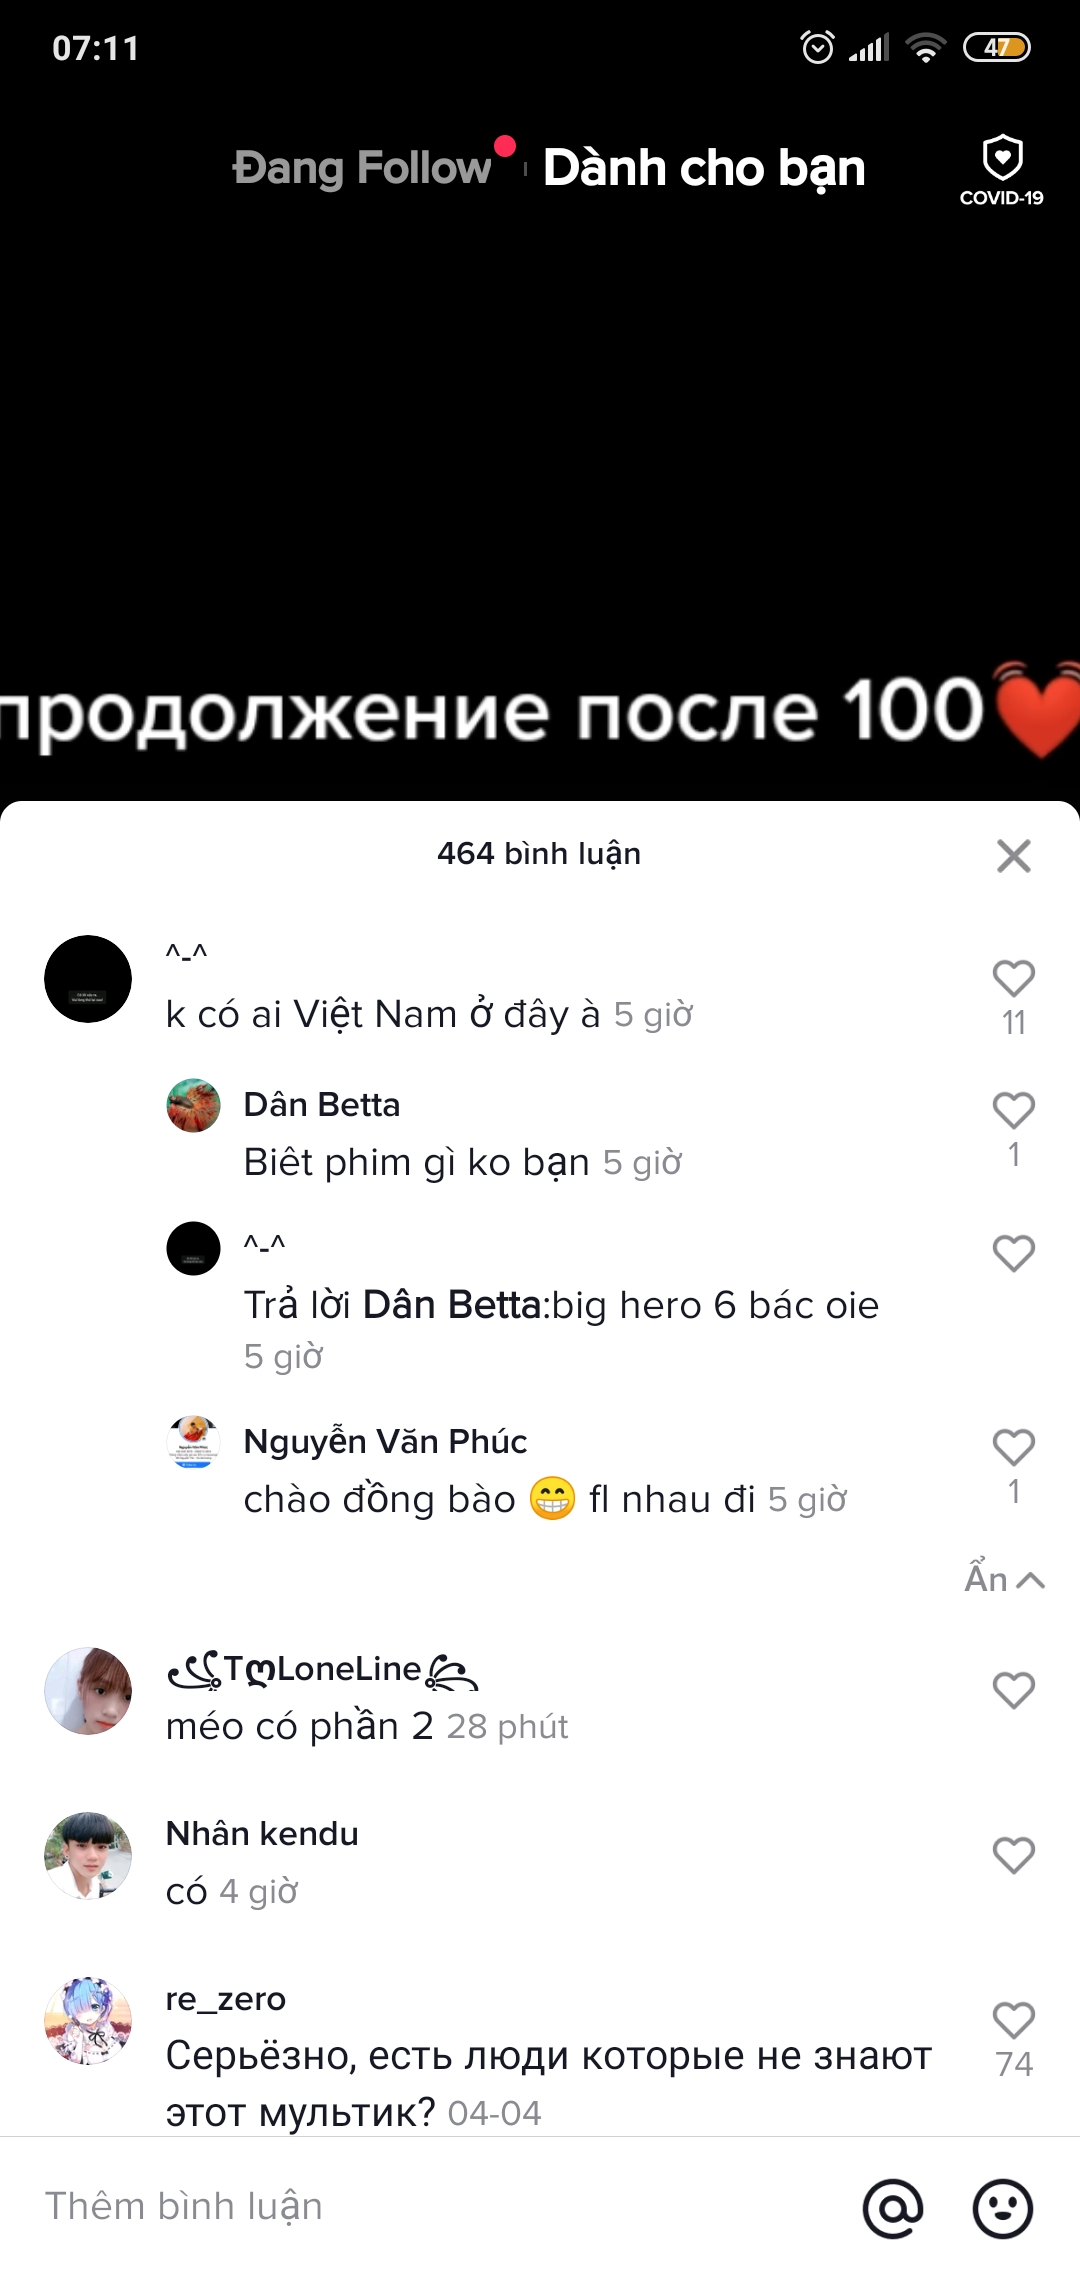 07:11
47
Đang Follow Dành cho bạn
COVID-19
продолжение после 100❤
464 bình luận
^-^
k có ai Việt Nam ở đây à 5 giờ
11
Dân Betta
Biêt phim gì ko bạn 5 giờ
1
^-^
Trả lời Dân Betta:big hero 6 bác oie
5 giờ
Nguyễn Văn Phúc
chào đồng bào 😁 fl nhau đi 5 giờ
1
Ẩn
꧁TღLoneLine꧂
méo có phần 2 28 phút
Nhân kendu
có 4 giờ
re_zero
Серьёзно, есть люди которые не знают
этот мультик? 04-04
74
Thêm bình luận